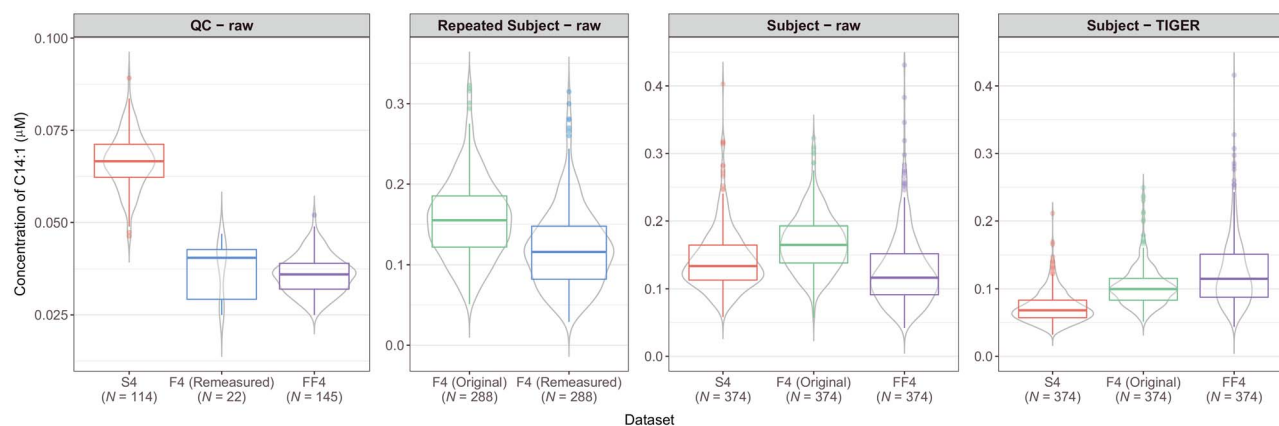 QC – raw
Repeated Subject – raw
Subject – raw
Subject – TIGER
Concentration of C14:1 (μM)
0.100
0.075
0.050
0.025
0.3
0.2
0.1
0.0
0.4
0.3
0.2
0.1
0.0
0.4
0.3
0.2
0.1
0.0
S4
(N = 114)
F4 (Remeasured)
(N = 22)
FF4
(N = 145)
F4 (Original)
(N = 288)
F4 (Remeasured)
(N = 288)
S4
(N = 374)
F4 (Original)
(N = 374)
FF4
(N = 374)
S4
(N = 374)
F4 (Original)
(N = 374)
FF4
(N = 374)
Dataset